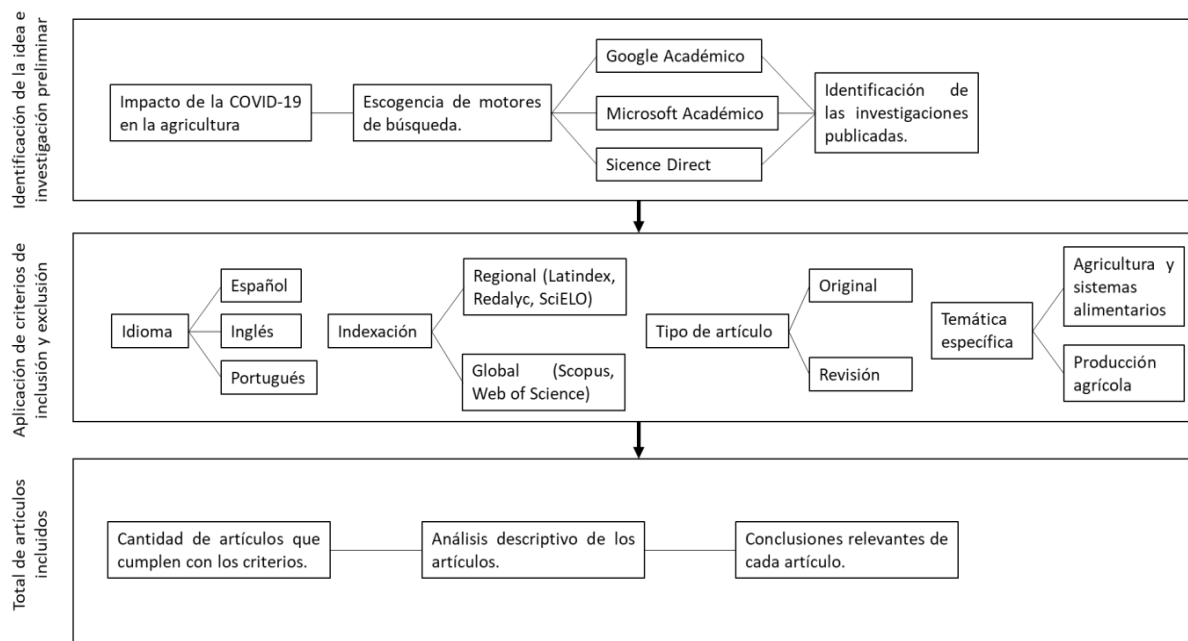 Identificación de la idea e
investigación preliminar
Impacto de la COVID-19
en la agricultura
Escogencia de motores
de búsqueda.
Google Académico
Microsoft Académico
Sicence Direct
Identificación de
las investigaciones
publicadas.
Aplicación de criterios de
inclusión y exclusión
Idioma
Español
Inglés
Portugués
Indexación
Regional (Latindex,
Redalyc, SciELO)
Global (Scopus,
Web of Science)
Tipo de artículo
Original
Revisión
Temática
específica
Agricultura y
sistemas
alimentarios
Producción
agrícola
Total de artículos
incluidos
Cantidad de artículos que
cumplen con los criterios.
Análisis descriptivo de los
artículos.
Conclusiones relevantes de
cada artículo.